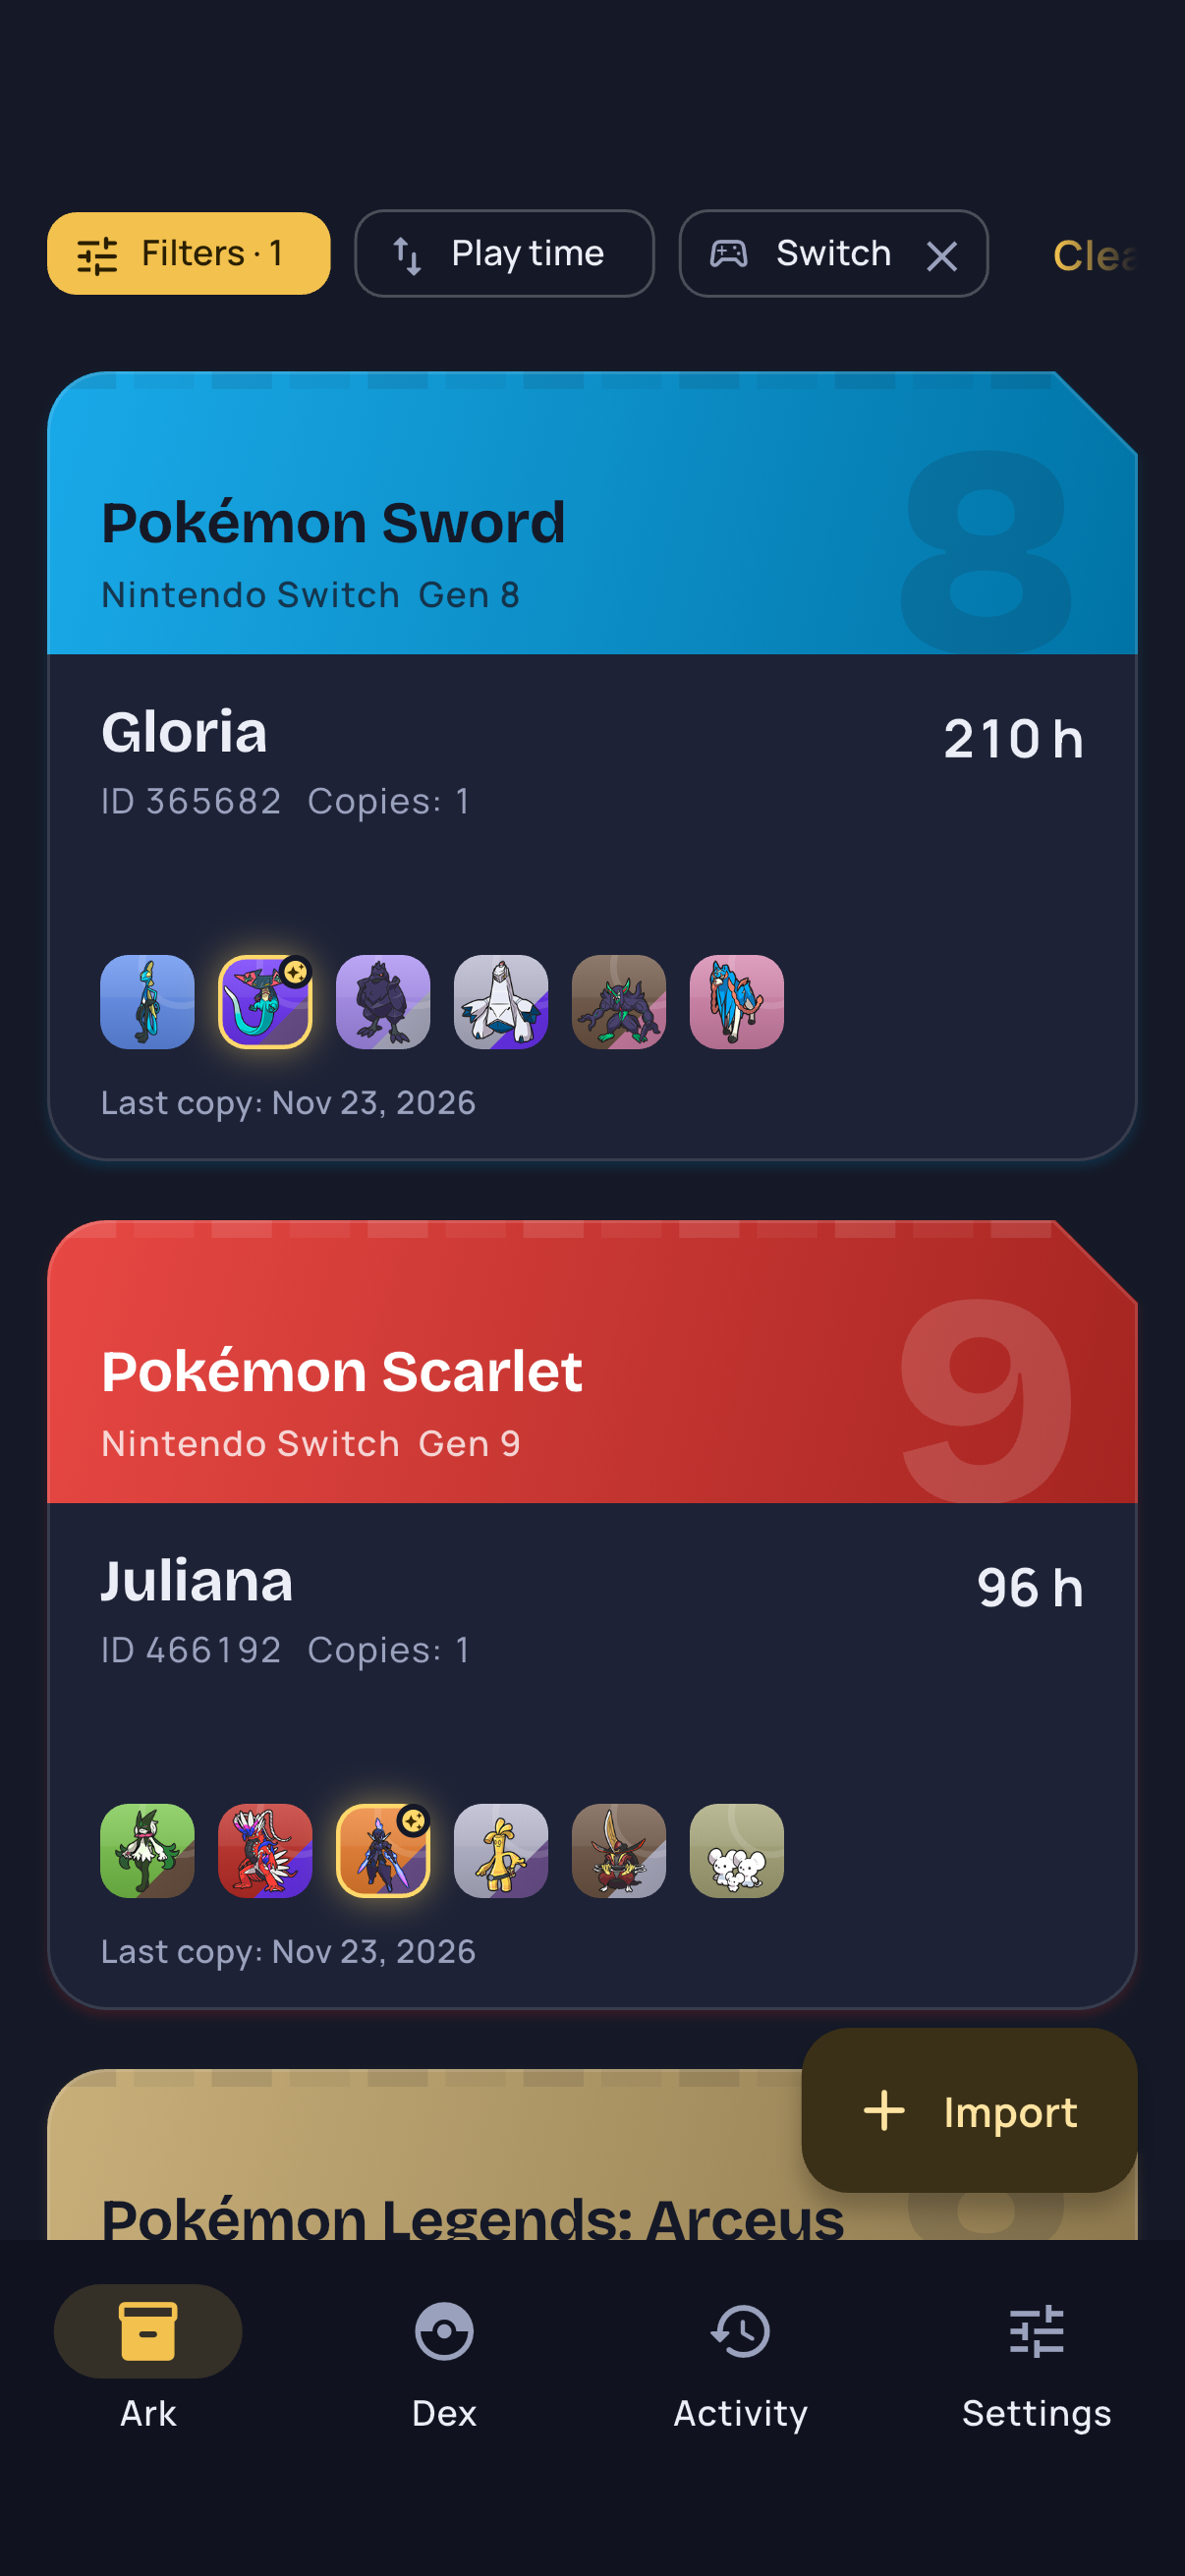 Filters · 1
Play time
Switch
Clea
Pokémon Sword
Nintendo Switch Gen 8
8
Gloria
210 h
ID 365682 Copies: 1
Last copy: Nov 23, 2026
Pokémon Scarlet
Nintendo Switch Gen 9
9
Juliana
96 h
ID 466192 Copies: 1
Last copy: Nov 23, 2026
Import
Pokémon Legends: Arceus
8
Ark
Dex
Activity
Settings